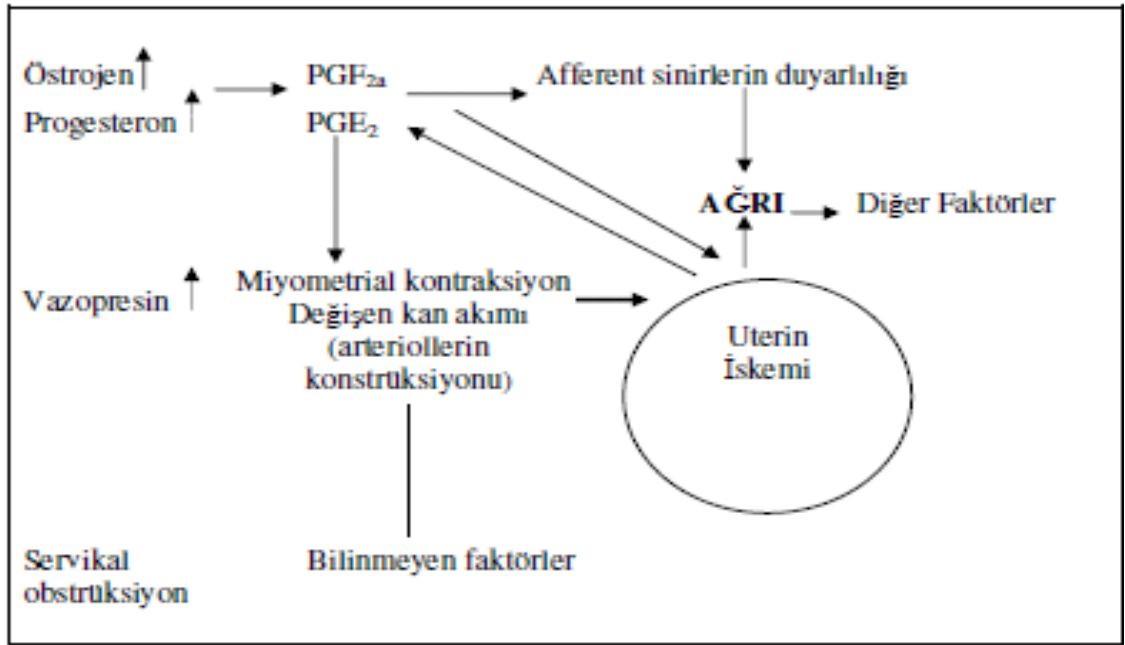 Östrojen
Progesteron
PGF2a
PGE2
Afferent sinirlerin duyarlılığı
AĞRI
Diğer Faktörler
Vazopresin
Miyometrial kontraksiyon
Değişen kan akımı
(arteriollerin
konstrüksiyonu)
Uterin
İskemi
Servikal
obstrüksiyon
Bilinmeyen faktörler